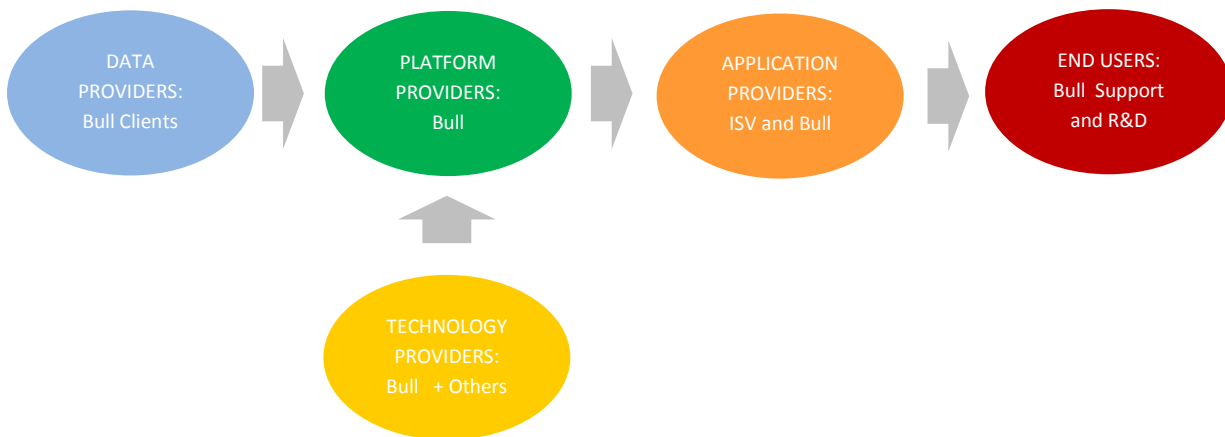 DATA
PROVIDERS:
Bull Clients
PLATFORM
PROVIDERS:
Bull
APPLICATION
PROVIDERS:
ISV and Bull
END USERS:
Bull Support
and R&D
TECHNOLOGY
PROVIDERS:
Bull + Others